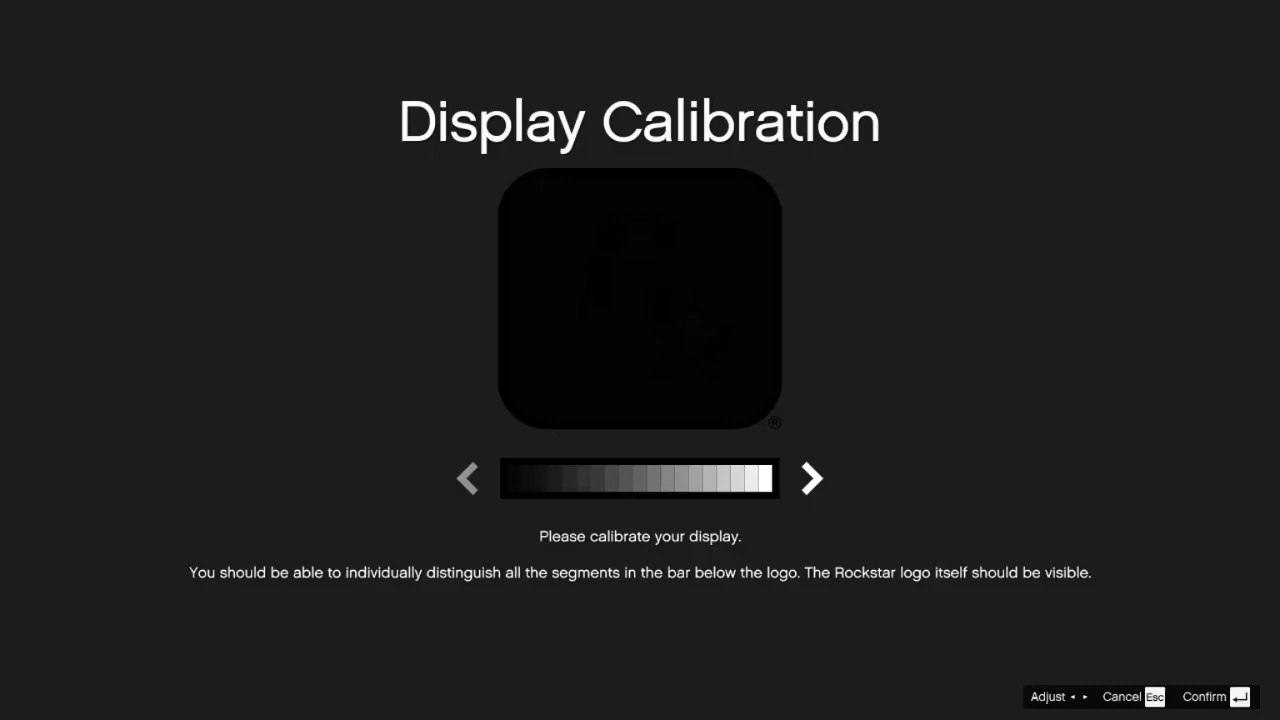 Display Calibration
®
Please calibrate your display.
You should be able to individually distinguish all the segments in the bar below the logo. The Rockstar logo itself should be visible.
Adjust Cancel Esc Confirm